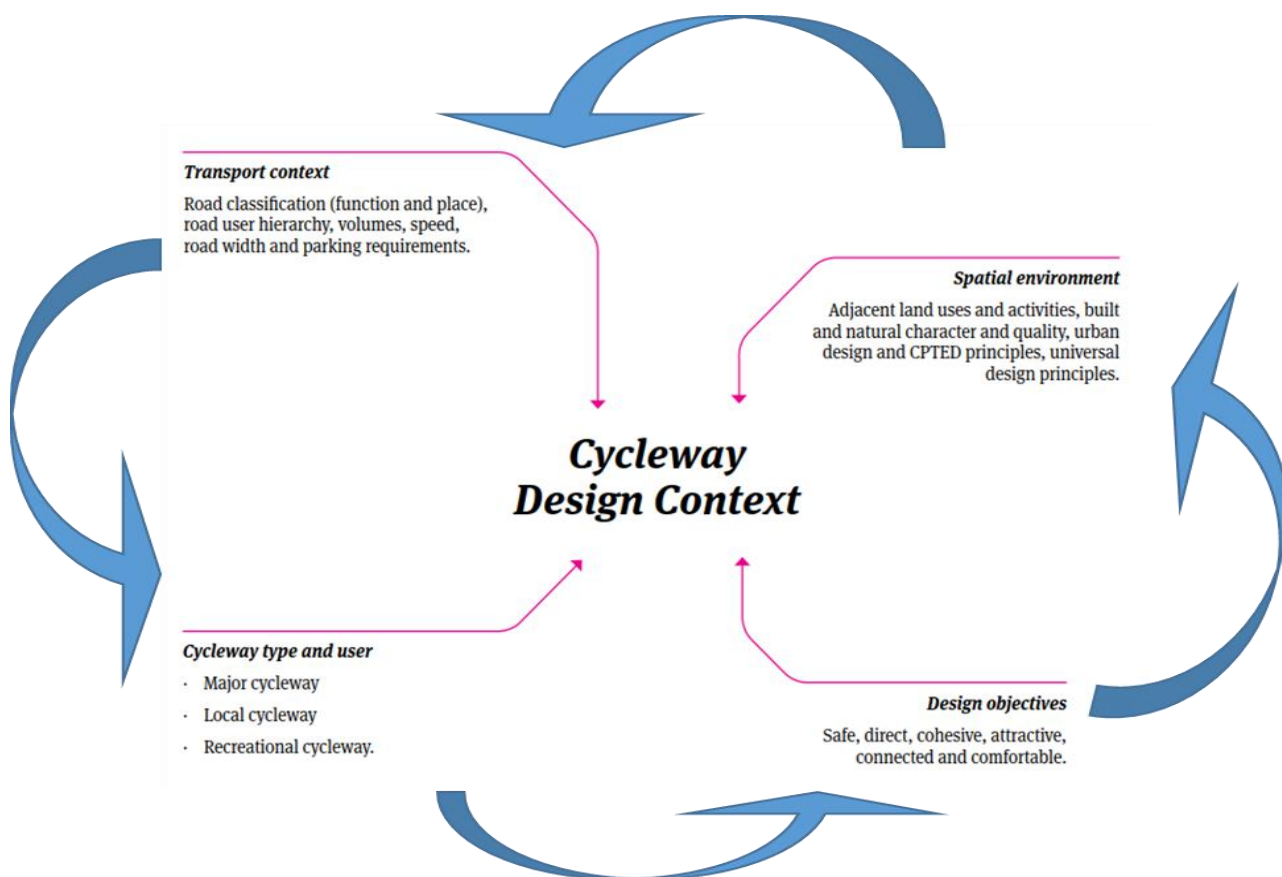 Transport context
Road classification (function and place),
road user hierarchy, volumes, speed,
road width and parking requirements.
Spatial environment
Adjacent land uses and activities, built
and natural character and quality, urban
design and CPTED principles, universal
design principles.
Cycleway
Design Context
Cycleway type and user
· Major cycleway
· Local cycleway
· Recreational cycleway.
Design objectives
Safe, direct, cohesive, attractive,
connected and comfortable.